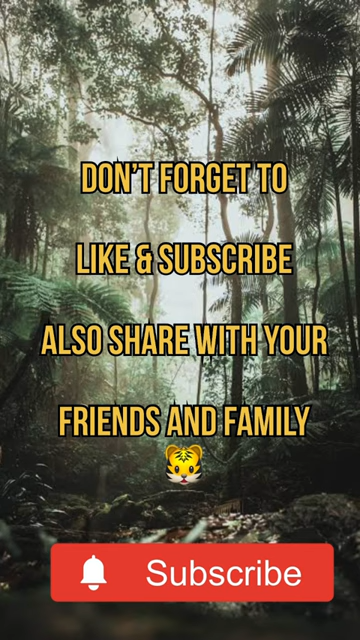 DON'T FORGET TO
LIKE & SUBSCRIBE
ALSO SHARE WITH YOUR
FRIENDS AND FAMILY
🐯
Subscribe